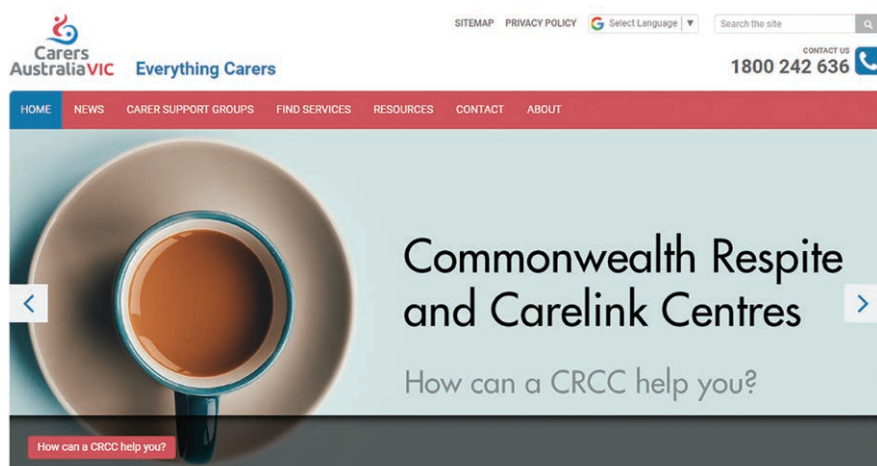 SITEMAP PRIVACY POLICY Select Language ▼ Search the site
Carers
AustraliaVIC Everything Carers
CONTACT US
1800 242 636
HOME NEWS CARER SUPPORT GROUPS FIND SERVICES RESOURCES CONTACT ABOUT
Commonwealth Respite
and Carelink Centres
How can a CRCC help you?
How can a CRCC help you?